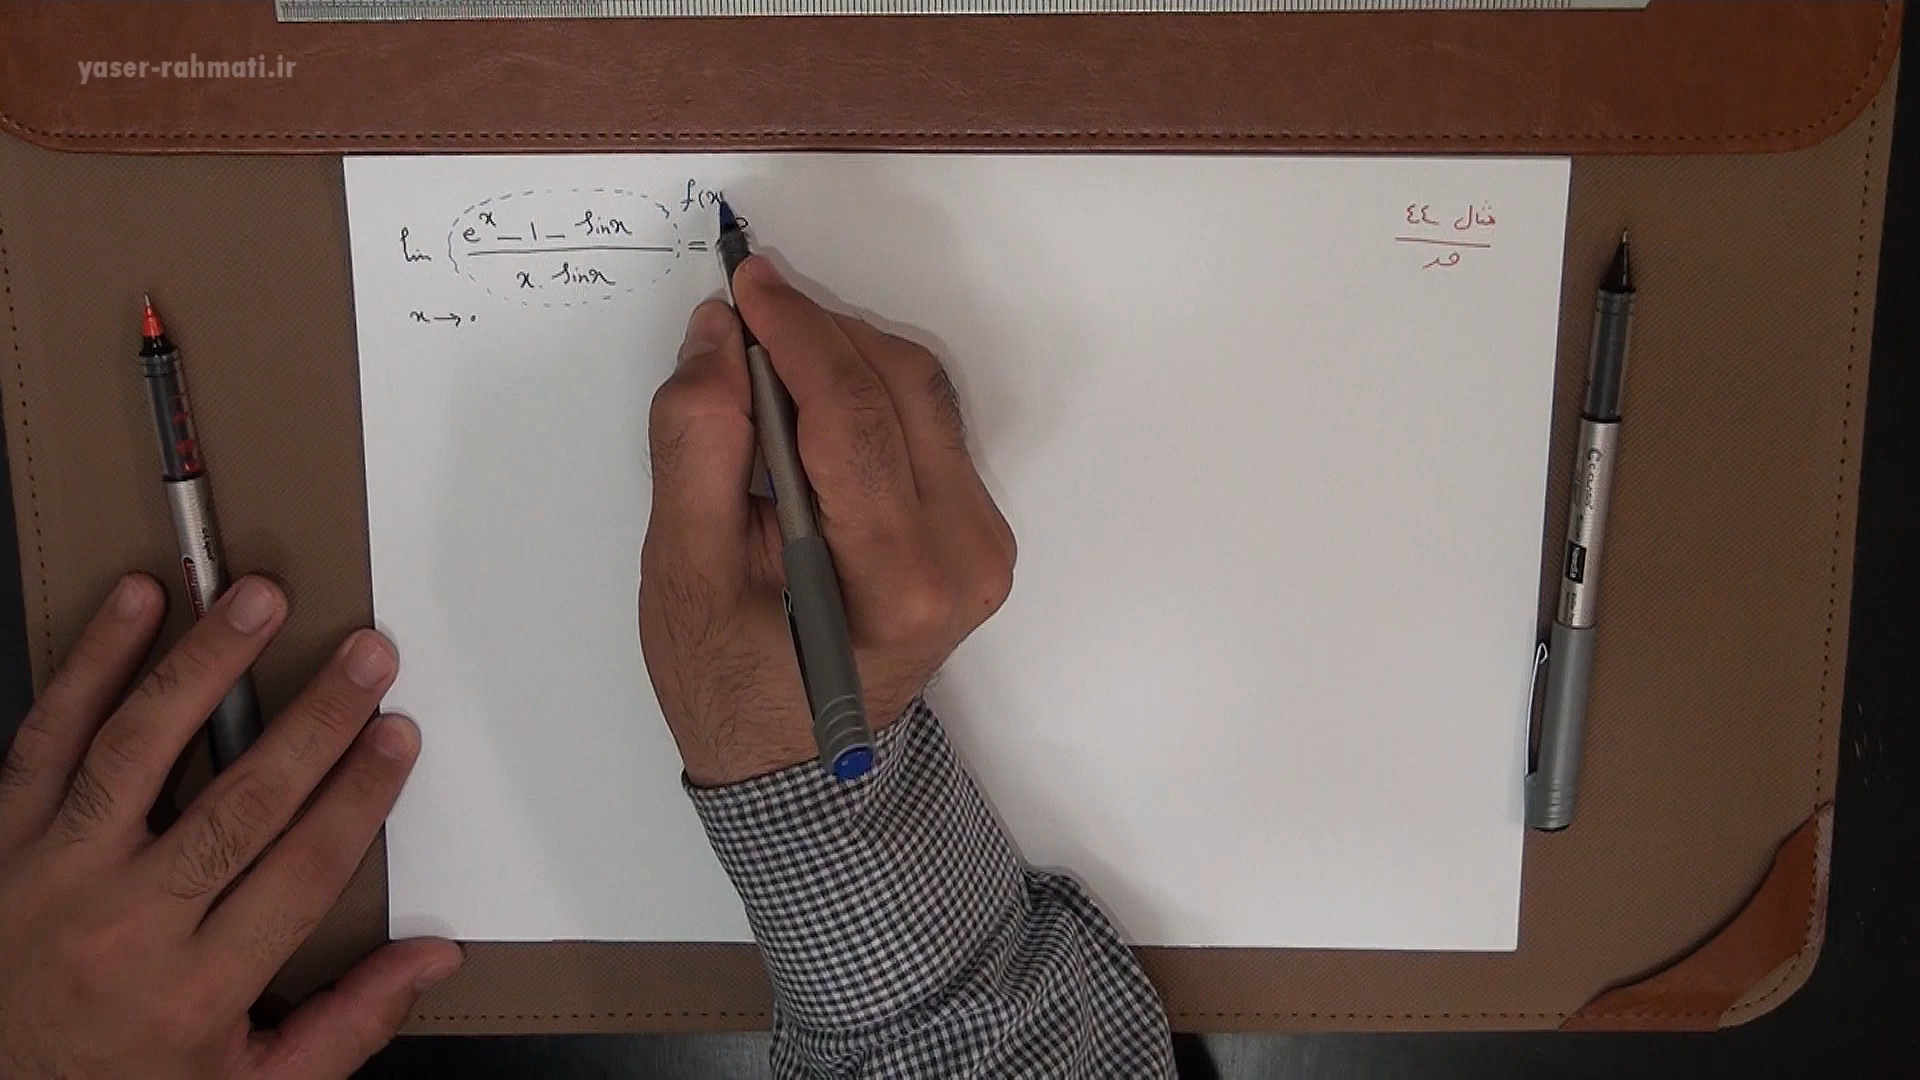 yaser-rahmati.ir
مثال ٤٤
حد
f(x
lim (e^x - 1 - sin x) / (x . sin x) =
x → 0